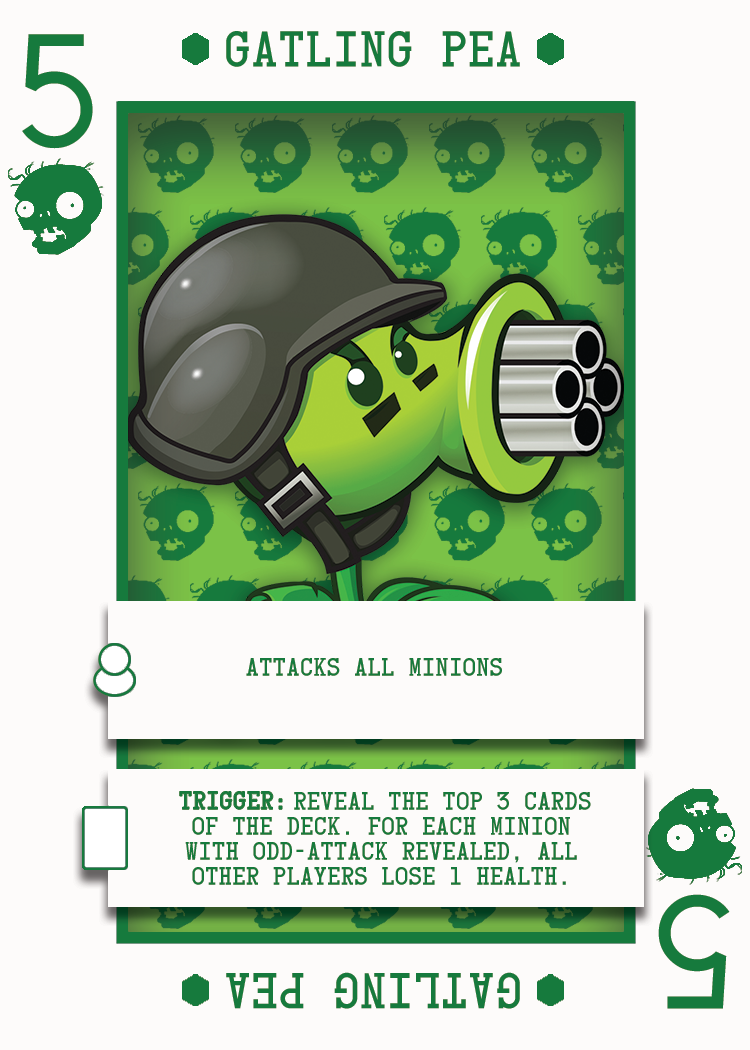 5
GATLING PEA
ATTACKS ALL MINIONS
TRIGGER: REVEAL THE TOP 3 CARDS
OF THE DECK. FOR EACH MINION
WITH ODD-ATTACK REVEALED, ALL
OTHER PLAYERS LOSE 1 HEALTH.
5
GATLING PEA